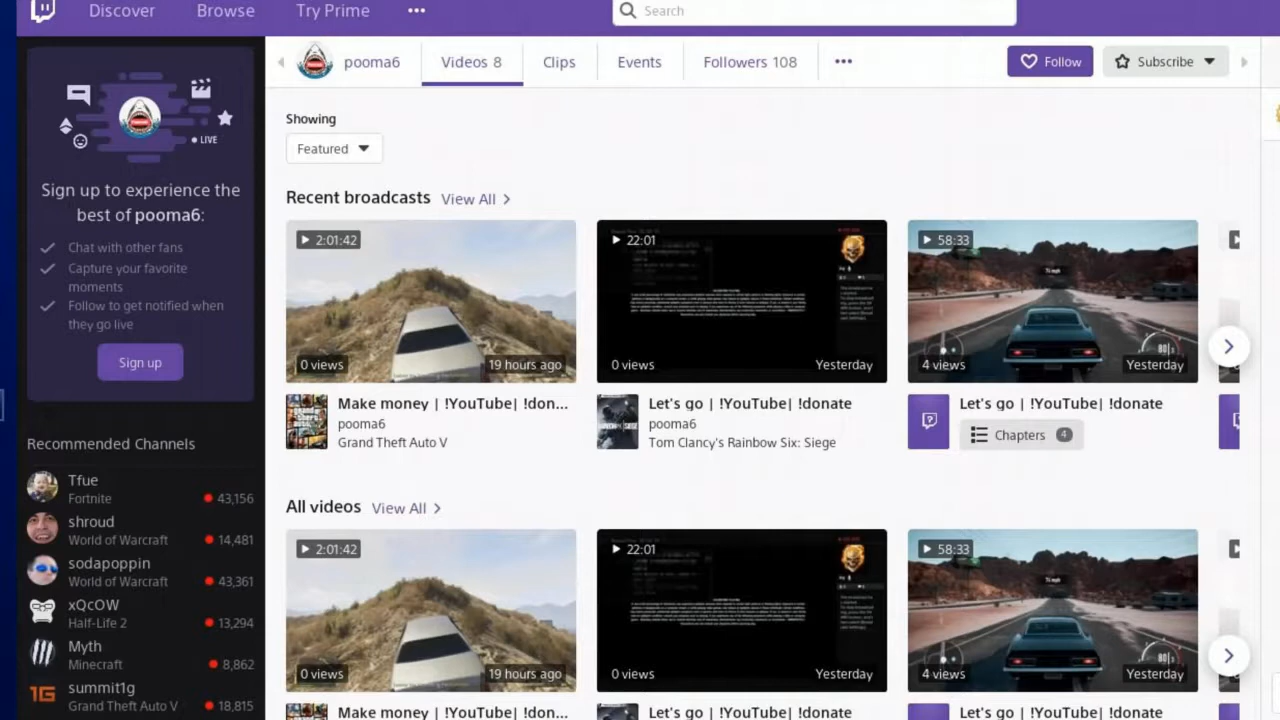 Discover
Browse
Try Prime
Search
pooma6
Videos 8
Clips
Events
Followers 108
Follow
Subscribe
LIVE
Sign up to experience the
best of pooma6:
Chat with other fans
Capture your favorite
moments
Follow to get notified when
they go live
Sign up
Recommended Channels
Tfue
Fortnite
43,156
shroud
World of Warcraft
14,481
sodapoppin
World of Warcraft
43,361
xQcOW
13,294
Myth
Minecraft
8,862
summit1g
Grand Theft Auto V
18,815
Showing
Featured
Recent broadcasts View All
2:01:42
0 views
19 hours ago
Make money | !YouTube| !don...
pooma6
Grand Theft Auto V
22:01
0 views
Yesterday
Let's go | !YouTube| !donate
pooma6
Tom Clancy's Rainbow Six: Siege
58:33
4 views
Yesterday
Let's go | !YouTube| !donate
Chapters 4
All videos View All
2:01:42
0 views
19 hours ago
Make money | !YouTube| !don...
22:01
0 views
Yesterday
Let's go | !YouTube| !donate
58:33
4 views
Yesterday
Let's go | !YouTube| !donate